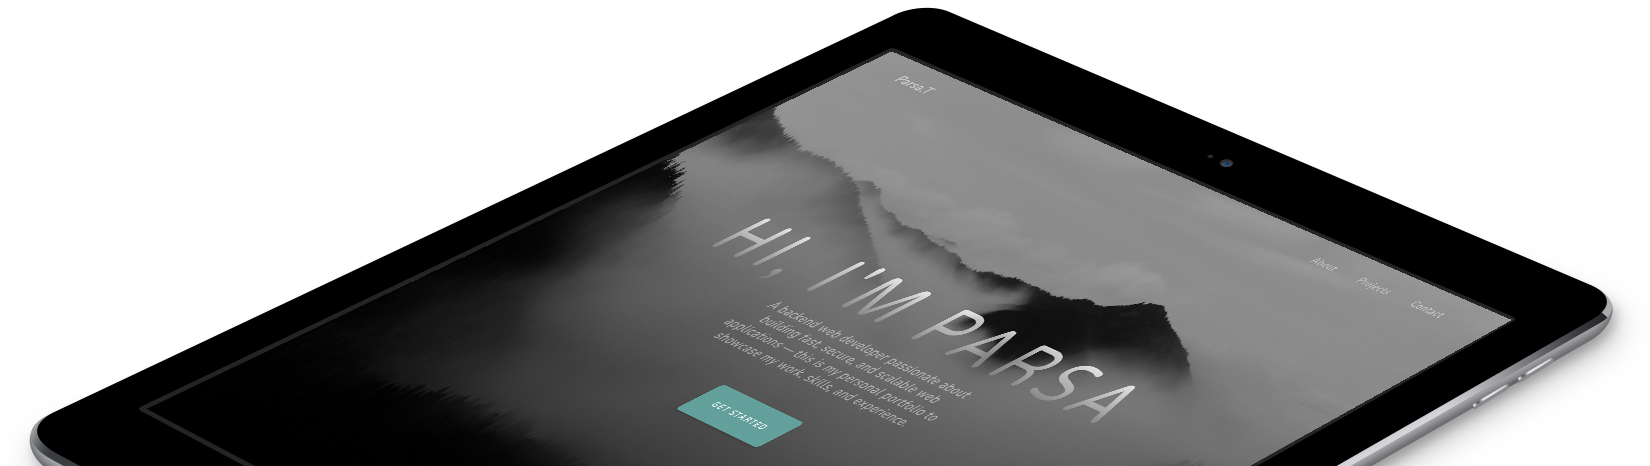 Parsa.T
About Projects Contact
HI, I'M PARSA
A backend web developer passionate about
building fast, secure, and scalable web
applications — this is my personal portfolio to
showcase my work, skills, and experience.
GET STARTED